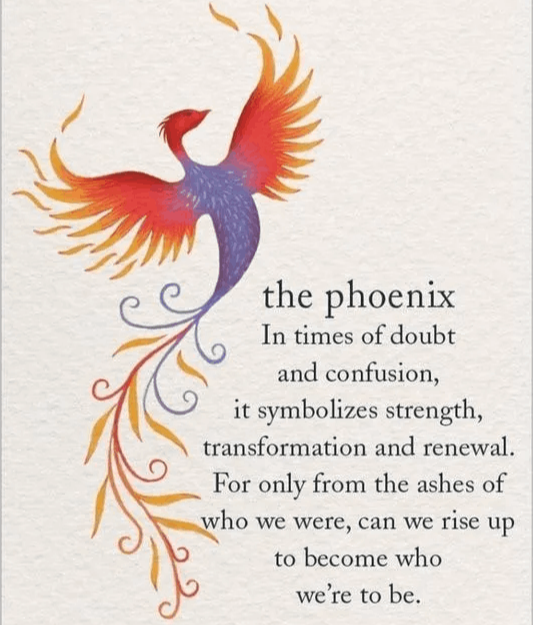 the phoenix
In times of doubt
and confusion,
it symbolizes strength,
transformation and renewal.
For only from the ashes of
who we were, can we rise up
to become who
we’re to be.